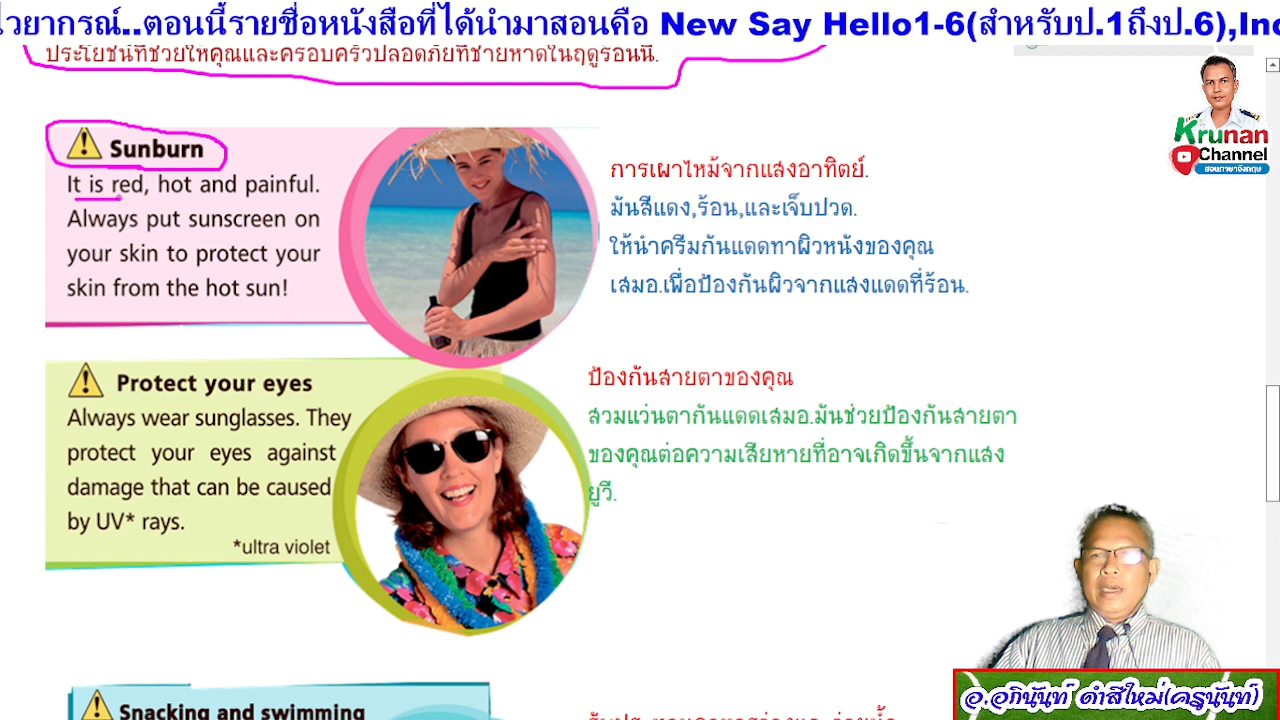 ไวยากรณ์..ตอนนี้รายชื่อหนังสือที่ได้นำมาสอนคือ New Say Hello1-6(สำหรับป.1ถึงป.6),Inc
ประโยชน์ที่ช่วยให้คุณและครอบครัวปลอดภัยที่ชายหาดในฤดูร้อนนี้.
Krunan
Channel
สอนภาษาอังกฤษ
Sunburn
It is red, hot and painful.
Always put sunscreen on
your skin to protect your
skin from the hot sun!
การเผาไหม้จากแสงอาทิตย์.
มันสีแดง,ร้อน,และเจ็บปวด.
ให้นำครีมกันแดดทาผิวหนังของคุณ
เสมอ.เพื่อป้องกันผิวจากแสงแดดที่ร้อน.
Protect your eyes
Always wear sunglasses. They
protect your eyes against
damage that can be caused
by UV* rays.
*ultra violet
ป้องกันสายตาของคุณ
สวมแว่นตากันแดดเสมอ.มันช่วยป้องกันสายตา
ของคุณต่อความเสียหายที่อาจเกิดขึ้นจากแสง
ยูวี.
Snacking and swimming
อ.อภินันท์ ดำสีใหม่(ครูนันท์)